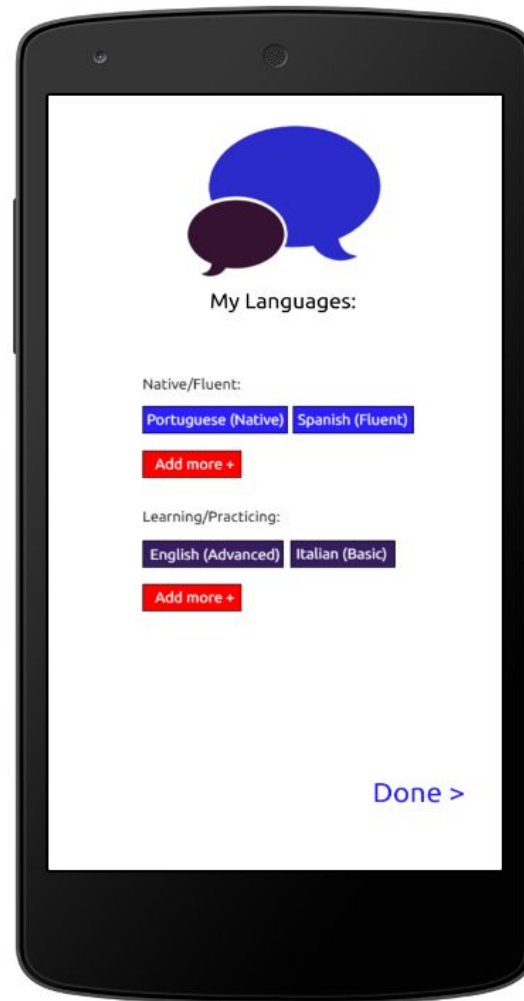 My Languages:
Native/Fluent:
Portuguese (Native) Spanish (Fluent)
Add more +
Learning/Practicing:
English (Advanced) Italian (Basic)
Add more +
Done >